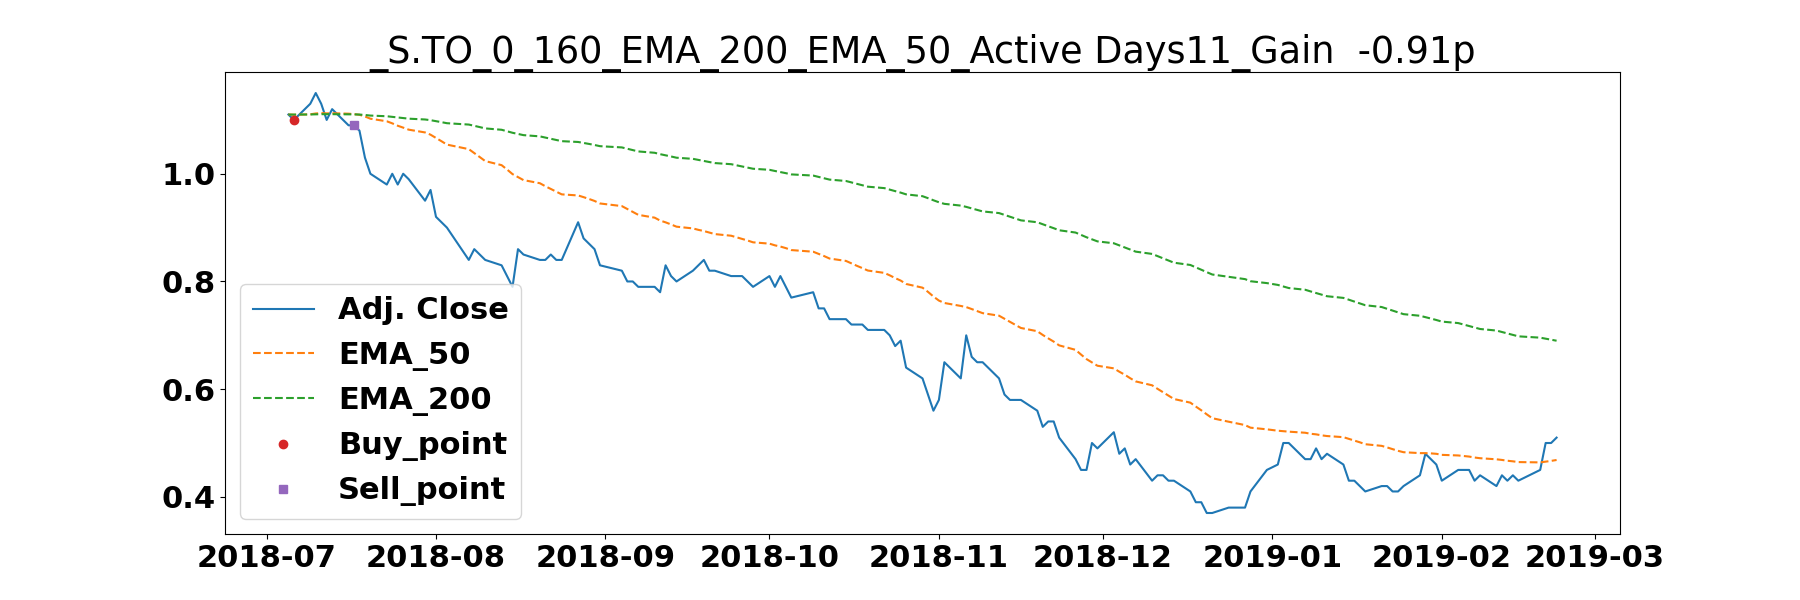 _S.TO_0_160_EMA_200_EMA_50_Active Days11_Gain  -0.91p
1.0
0.8
0.6
0.4
Adj. Close
EMA_50
EMA_200
Buy_point
Sell_point
2018-07 2018-08 2018-09 2018-10 2018-11 2018-12 2019-01 2019-02 2019-03